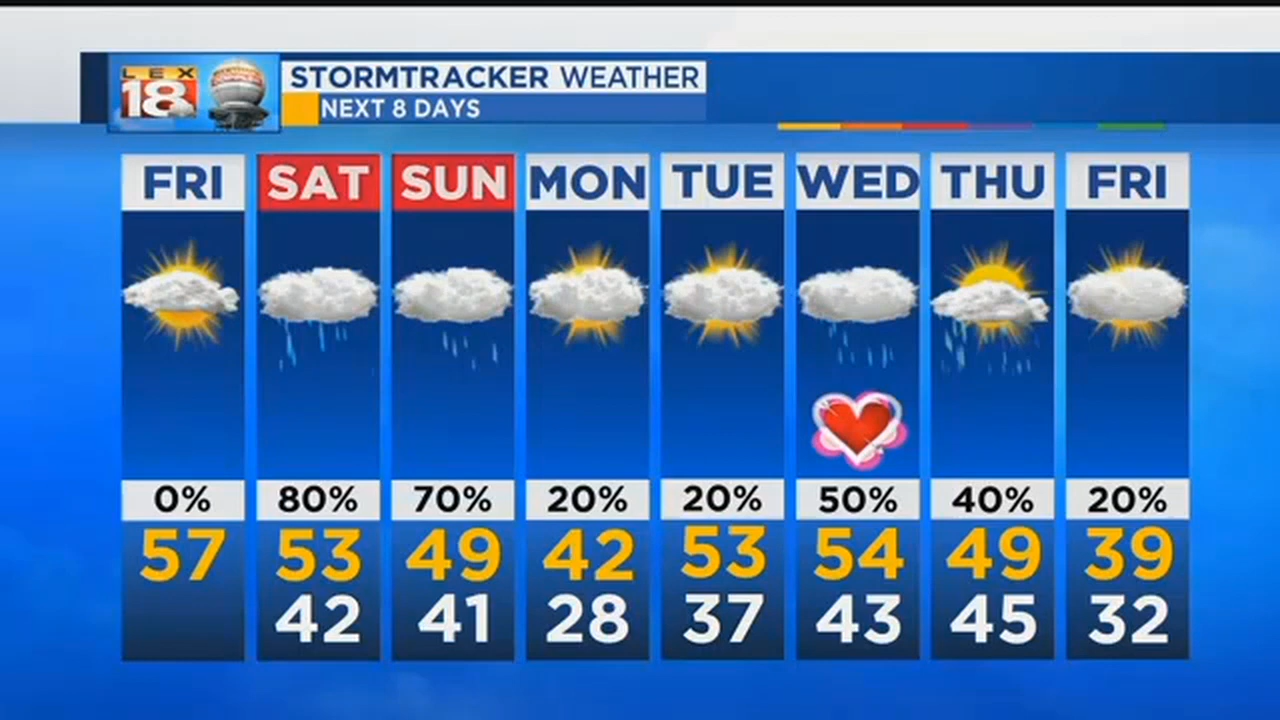 LEX
18
STORMTRACKER WEATHER
NEXT 8 DAYS
FRI SAT SUN MON TUE WED THU FRI
0% 80% 70% 20% 20% 50% 40% 20%
57 53 49 42 53 54 49 39
42 41 28 37 43 45 32